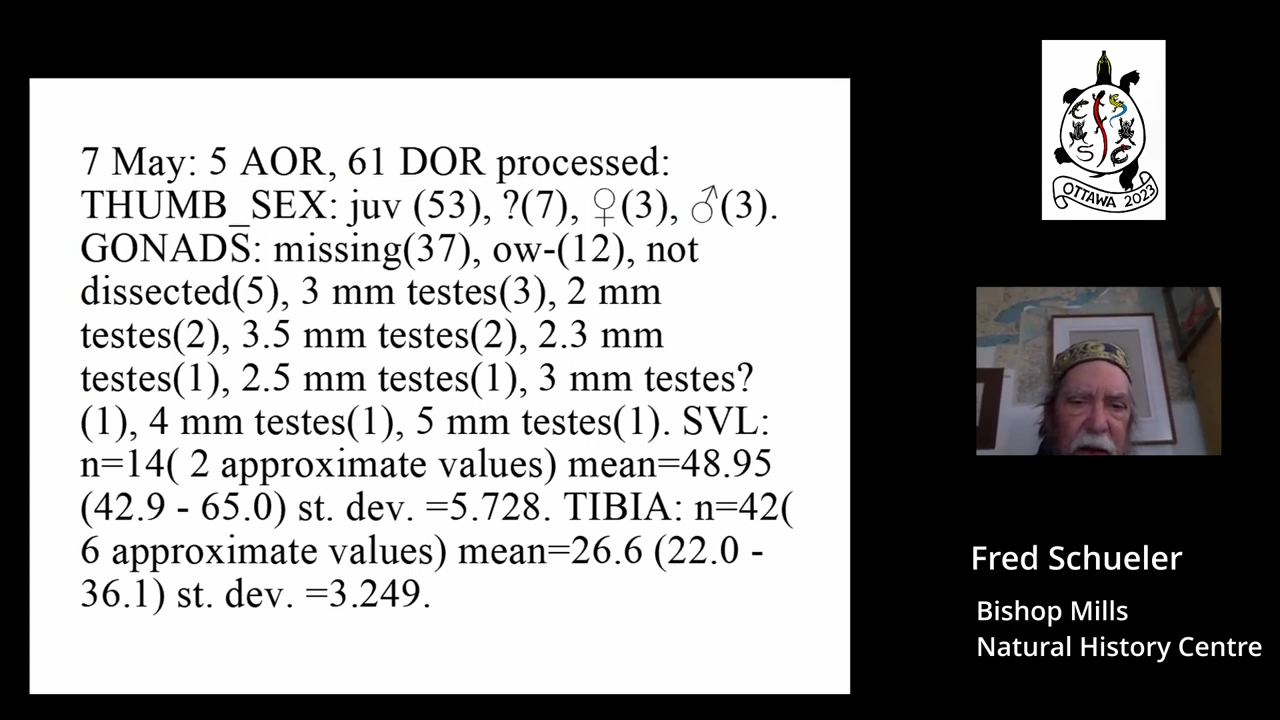 7 May: 5 AOR, 61 DOR processed:
THUMB_SEX: juv (53), ?(7), ♀(3), ♂(3).
GONADS: missing(37), ow-(12), not
dissected(5), 3 mm testes(3), 2 mm
testes(2), 3.5 mm testes(2), 2.3 mm
testes(1), 2.5 mm testes(1), 3 mm testes?
(1), 4 mm testes(1), 5 mm testes(1). SVL:
n=14( 2 approximate values) mean=48.95
(42.9 - 65.0) st. dev. =5.728. TIBIA: n=42(
6 approximate values) mean=26.6 (22.0 -
36.1) st. dev. =3.249.
OTTAWA 2023
Fred Schueler
Bishop Mills
Natural History Centre